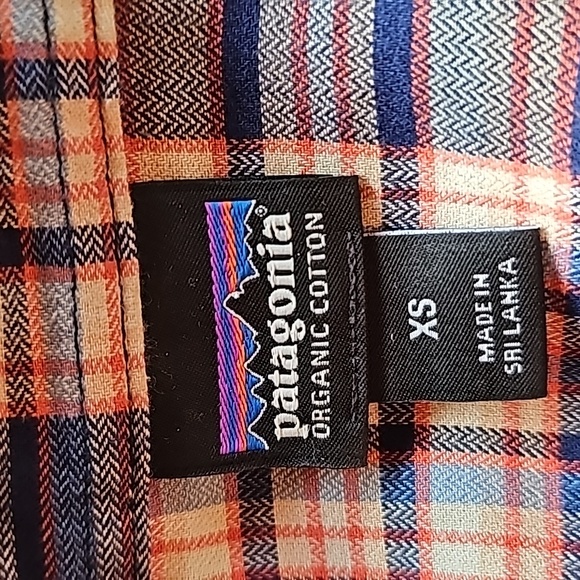 patagonia®
ORGANIC COTTON
XS
MADE IN
SRI LANKA